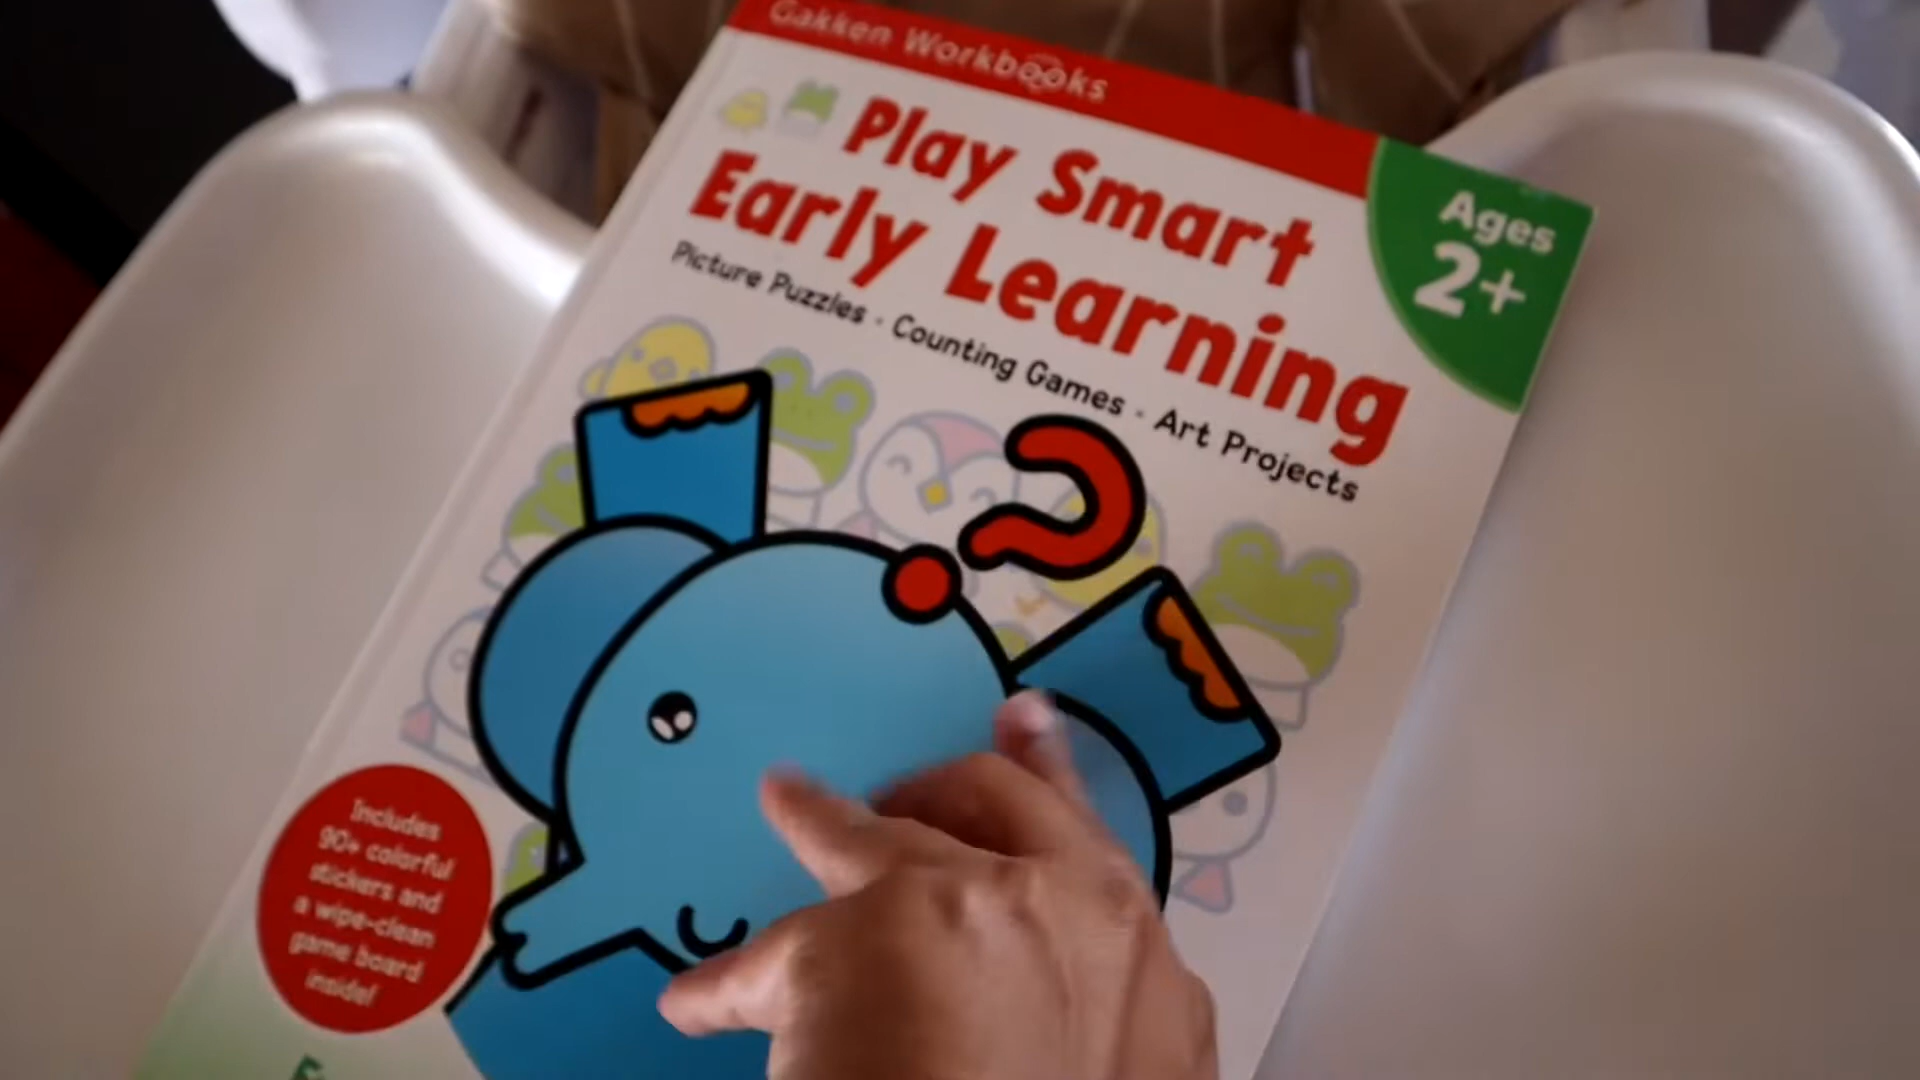 Gakken Workbooks
Play Smart
Early Learning
Picture Puzzles · Counting Games · Art Projects
Ages
2+
Includes
90+ colorful
stickers and
a wipe-clean
game board
inside!